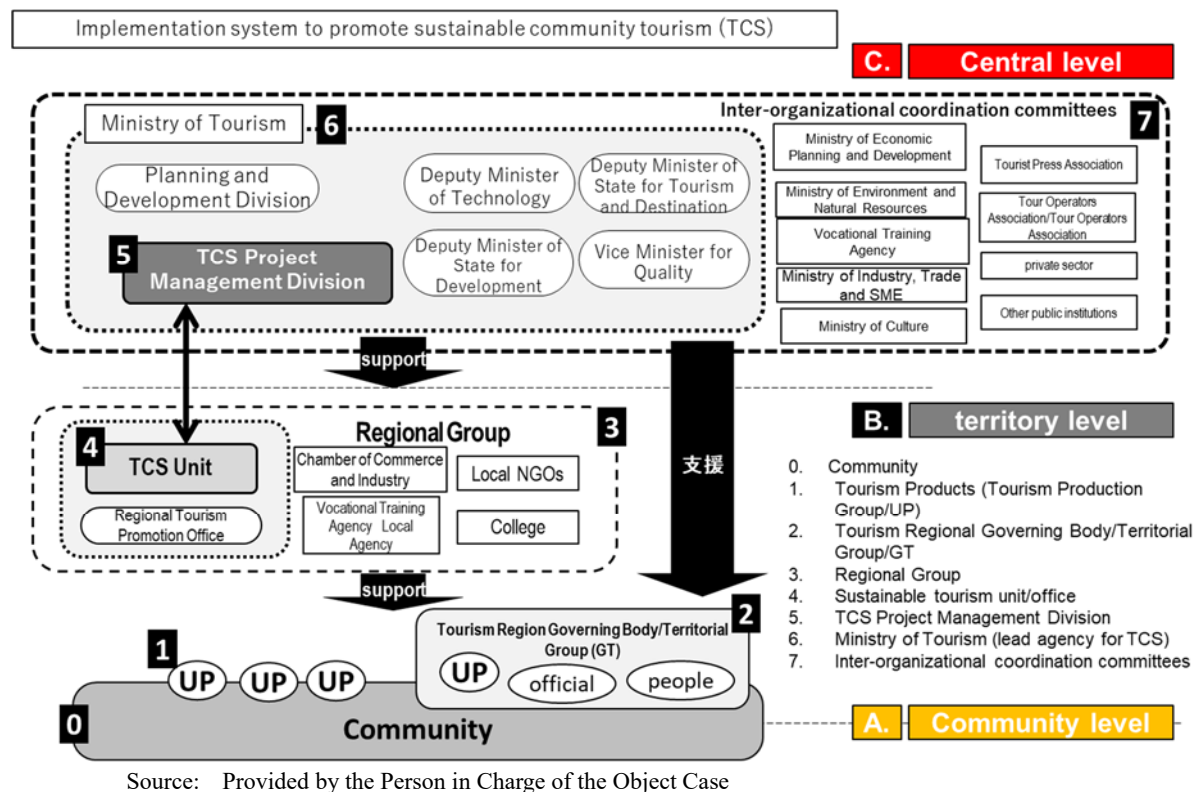 Implementation system to promote sustainable community tourism (TCS)
C.
Central level
Inter-organizational coordination committees
7
Ministry of Tourism
6
Planning and
Development Division
Deputy Minister
of Technology
Deputy Minister of
State for Tourism
and Destination
5
TCS Project
Management Division
Deputy Minister of
State for
Development
Vice Minister for
Quality
Ministry of Economic
Planning and Development
Ministry of Environment and
Natural Resources
Vocational Training
Agency
Ministry of Industry, Trade
and SME
Ministry of Culture
Tourist Press Association
Tour Operators
Association/Tour Operators
Association
private sector
Other public institutions
support
支援
B.
territory level
4
TCS Unit
Regional Tourism
Promotion Office
Regional Group
3
Chamber of Commerce
and Industry
Local NGOs
Vocational Training
Agency Local
Agency
College
support
0. Community
1. Tourism Products (Tourism Production
Group/UP)
2. Tourism Regional Governing Body/Territorial
Group/GT
3. Regional Group
4. Sustainable tourism unit/office
5. TCS Project Management Division
6. Ministry of Tourism (lead agency for TCS)
7. Inter-organizational coordination committees
1
UP
UP
UP
2
Tourism Region Governing Body/Territorial
Group (GT)
UP
official
people
0
Community
A.
Community level
Source: Provided by the Person in Charge of the Object Case